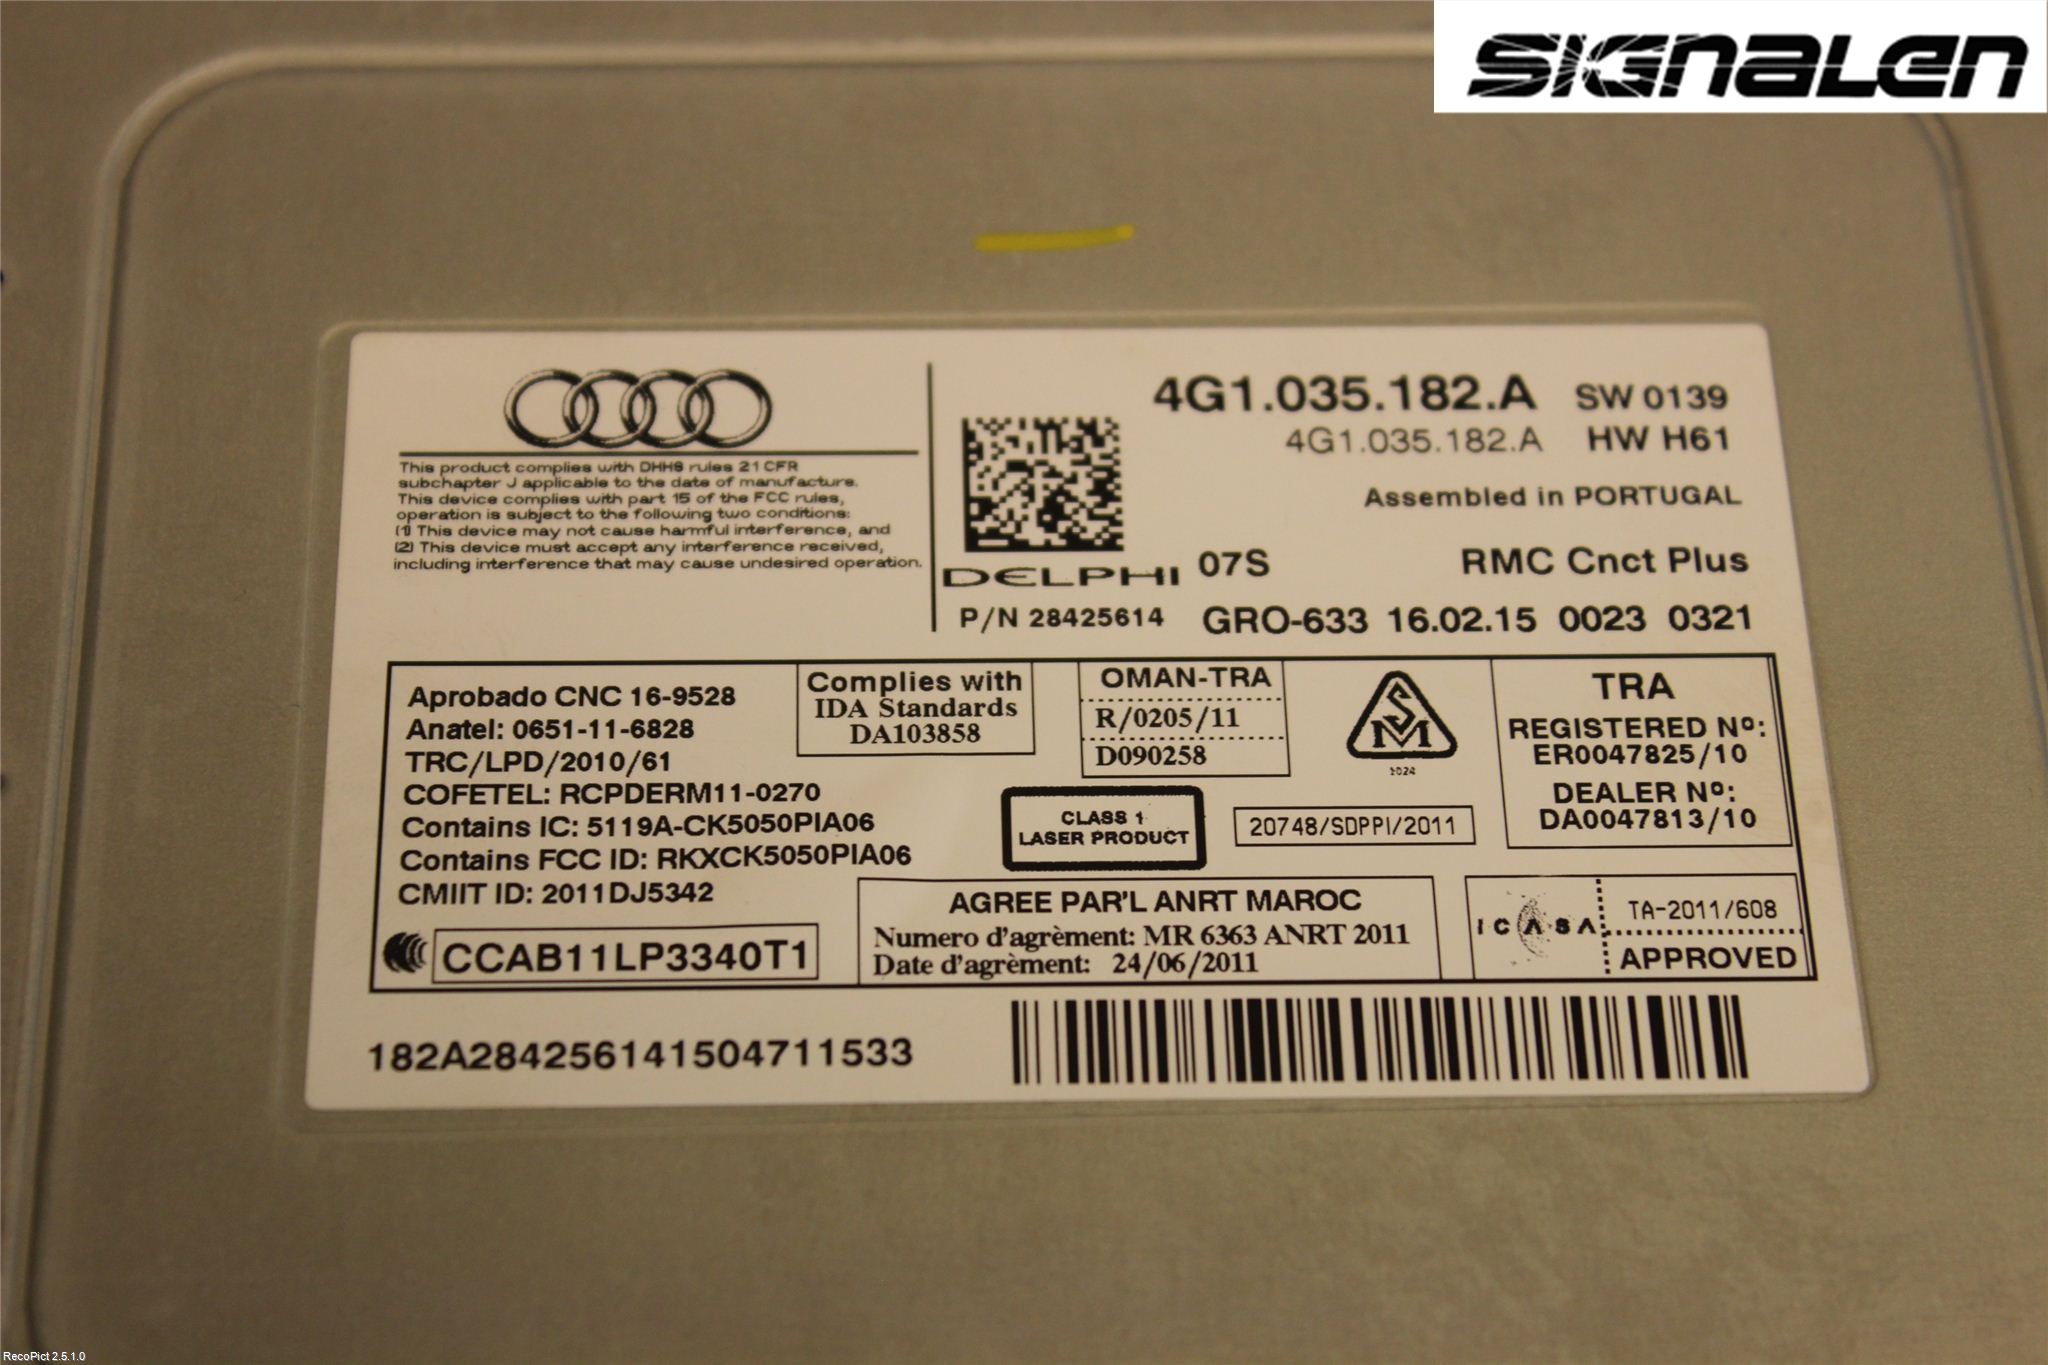 SIGNALEN
4G1.035.182.A SW 0139
4G1.035.182.A HW H61
Assembled in PORTUGAL
This product complies with DHHS rules 21 CFR
subchapter J applicable to the date of manufacture.
This device complies with part 15 of the FCC rules,
operation is subject to the following two conditions:
(1) This device may not cause harmful interference, and
(2) This device must accept any interference received,
including interference that may cause undesired operation.
DELPHI 07S RMC Cnct Plus
P/N 28425614 GRO-633 16.02.15 0023 0321
Aprobado CNC 16-9528
Anatel: 0651-11-6828
TRC/LPD/2010/61
COFETEL: RCPDERM11-0270
Contains IC: 5119A-CK5050PIA06
Contains FCC ID: RKXCK5050PIA06
CMIIT ID: 2011DJ5342
CCAB11LP3340T1
Complies with
IDA Standards
DA103858
OMAN-TRA
R/0205/11
D090258
CLASS 1
LASER PRODUCT
SM
1024
20748/SDPPI/2011
TRA
REGISTERED Nº:
ER0047825/10
DEALER Nº:
DA0047813/10
AGREE PAR'L ANRT MAROC
Numero d'agrèment: MR 6363 ANRT 2011
Date d'agrèment: 24/06/2011
ICASA
TA-2011/608
APPROVED
182A284256141504711533
RecoPict 2.5.1.0